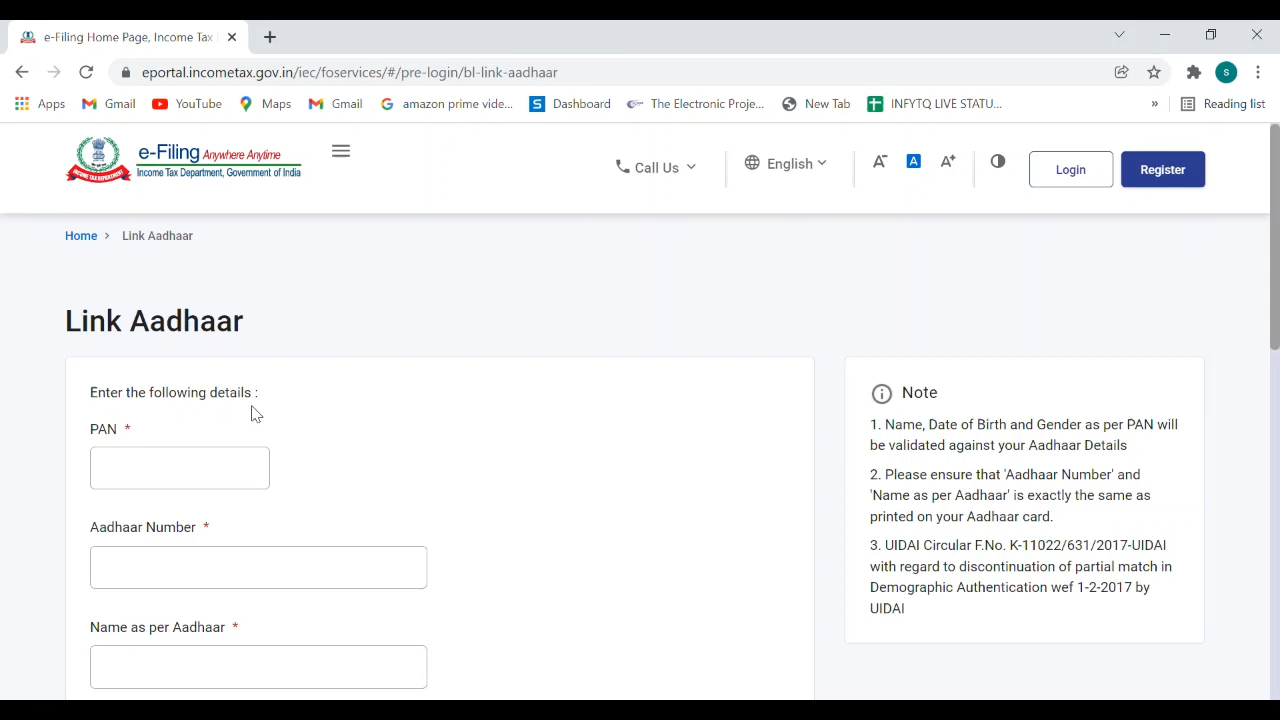 e-Filing Home Page, Income Tax
eportal.incometax.gov.in/iec/foservices/#/pre-login/bl-link-aadhaar
S
Apps
Gmail
YouTube
Maps
Gmail
amazon prime vide...
Dashboard
The Electronic Proje...
New Tab
INFYTQ LIVE STATU...
»
Reading list
e-Filing Anywhere Anytime
Income Tax Department, Government of India
INCOME TAX DEPARTMENT
Call Us
English
A-
A
A+
Login
Register
Home > Link Aadhaar
Link Aadhaar
Enter the following details :
PAN *
Aadhaar Number *
Name as per Aadhaar *
Note
1. Name, Date of Birth and Gender as per PAN will
be validated against your Aadhaar Details
2. Please ensure that 'Aadhaar Number' and
'Name as per Aadhaar' is exactly the same as
printed on your Aadhaar card.
3. UIDAI Circular F.No. K-11022/631/2017-UIDAI
with regard to discontinuation of partial match in
Demographic Authentication wef 1-2-2017 by
UIDAI